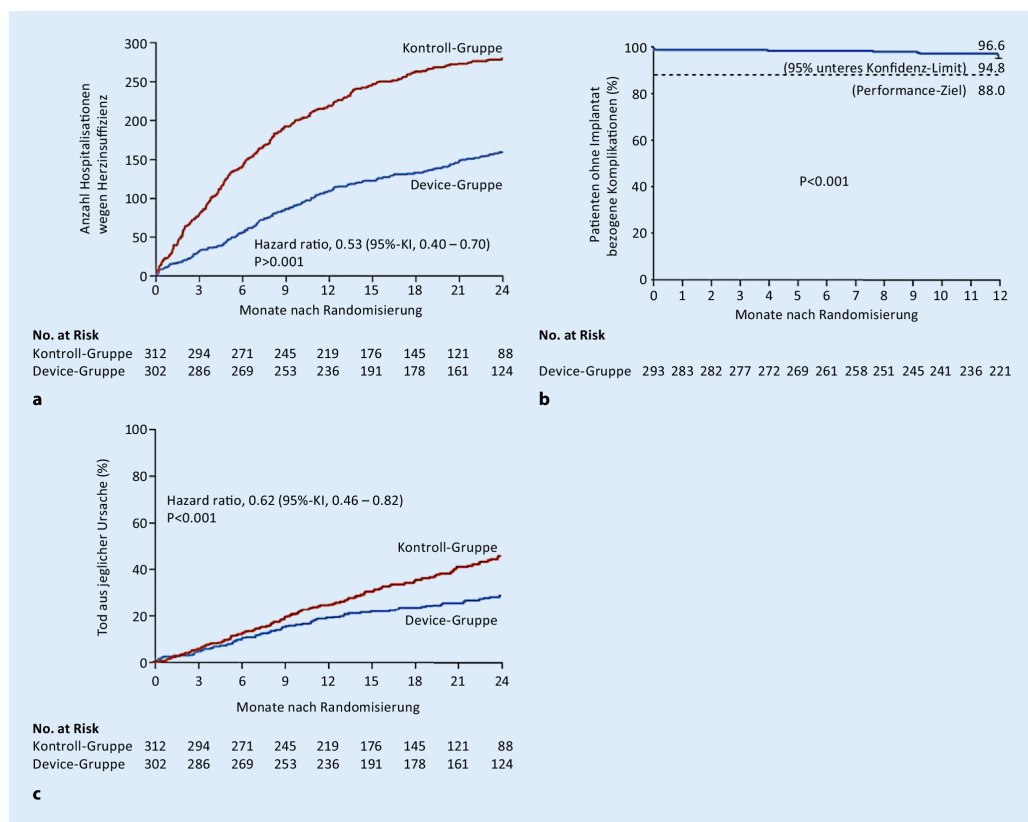 300
250
200
150
100
50
0
Anzahl Hospitalisationen
wegen Herzinsuffizienz
Kontroll-Gruppe
Device-Gruppe
Hazard ratio, 0.53 (95%-KI, 0.40 – 0.70)
P>0.001
0 3 6 9 12 15 18 21 24
Monate nach Randomisierung
No. at Risk
Kontroll-Gruppe 312 294 271 245 219 176 145 121 88
Device-Gruppe 302 286 269 253 236 191 178 161 124
a
100
80
60
40
20
0
Patienten ohne Implantat
bezogene Komplikationen (%)
96.6
(95% unteres Konfidenz-Limit) 94.8
(Performance-Ziel) 88.0
P<0.001
0 1 2 3 4 5 6 7 8 9 10 11 12
Monate nach Randomisierung
No. at Risk
Device-Gruppe 293 283 282 277 272 269 261 258 251 245 241 236 221
b
100
80
60
40
20
0
Tod aus jeglicher Ursache (%)
Hazard ratio, 0.62 (95%-KI, 0.46 – 0.82)
P<0.001
Kontroll-Gruppe
Device-Gruppe
0 3 6 9 12 15 18 21 24
Monate nach Randomisierung
No. at Risk
Kontroll-Gruppe 312 294 271 245 219 176 145 121 88
Device-Gruppe 302 286 269 253 236 191 178 161 124
c